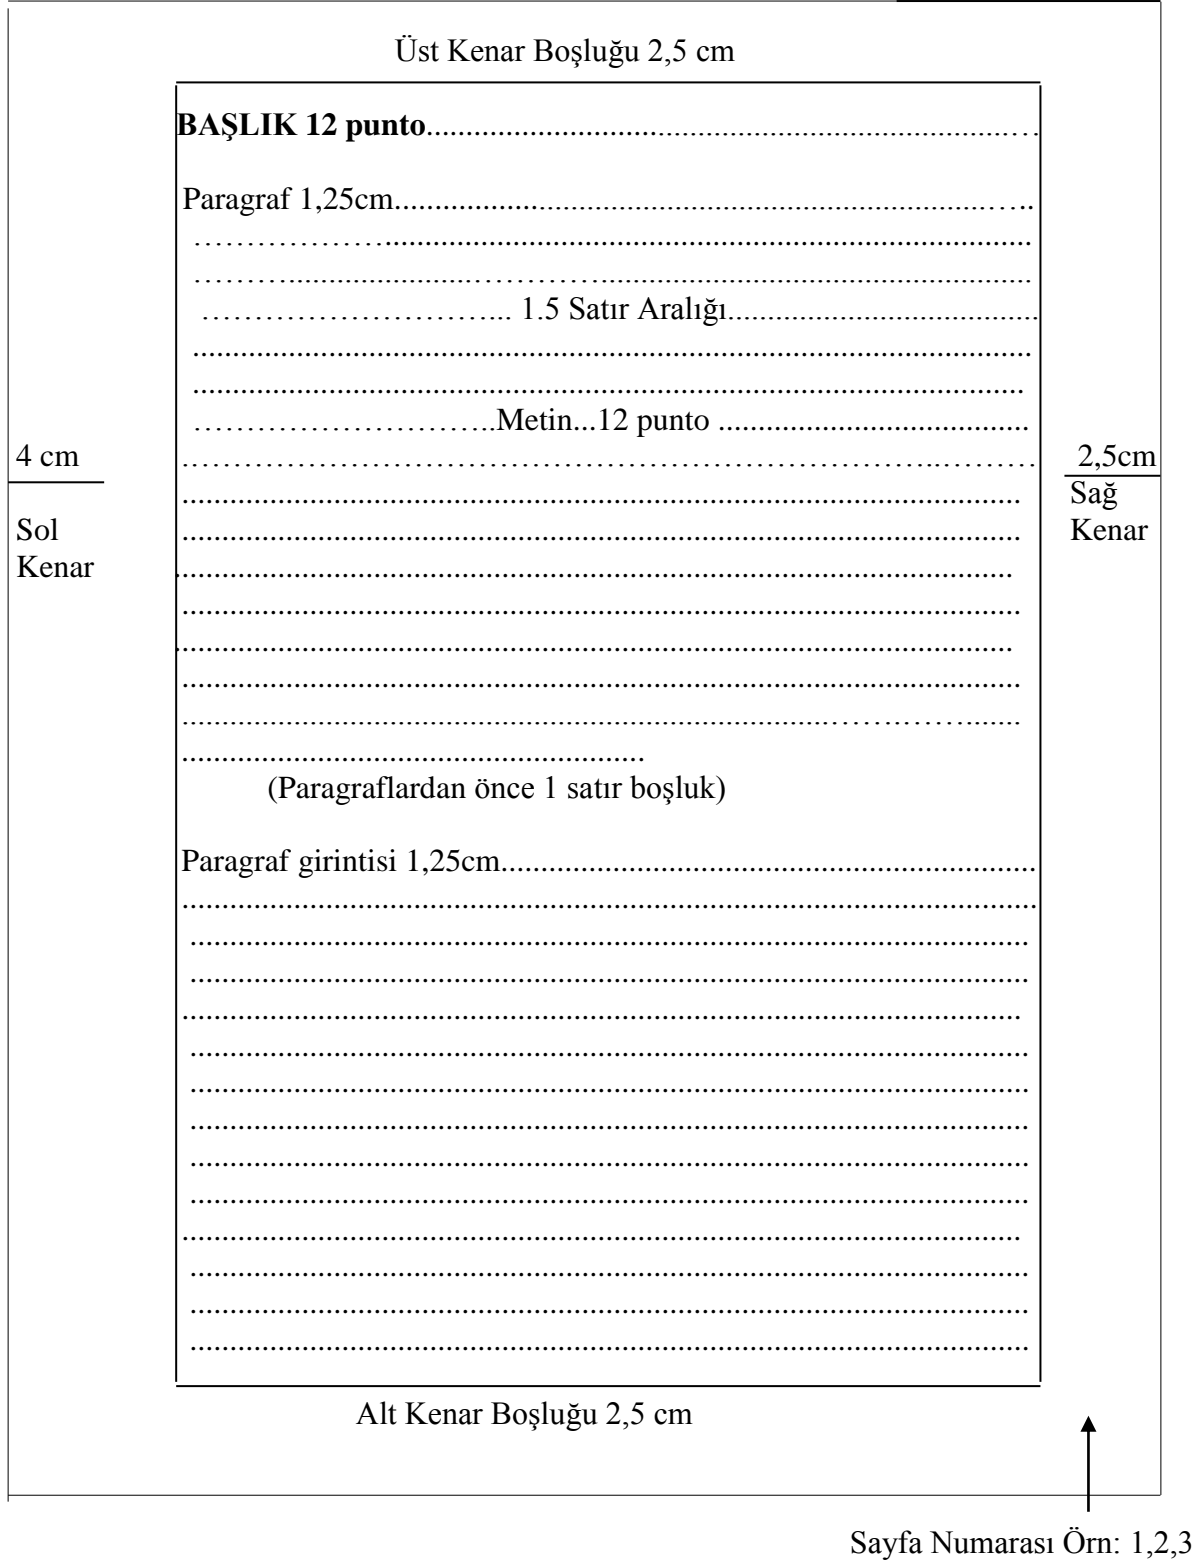 Üst Kenar Boşluğu 2,5 cm
BAŞLIK 12 punto................................................................................
Paragraf 1,25cm................................................................................
................................................................................
................................................................................
................................ 1.5 Satır Aralığı................................
................................................................................
................................................................................
................................Metin...12 punto ................................
4 cm
................................................................................
2,5cm
................................................................................
Sağ
Sol
................................................................................
Kenar
Kenar
................................................................................
................................................................................
................................................................................
................................................................................
................................................................................
..........................................................
(Paragraflardan önce 1 satır boşluk)
Paragraf girintisi 1,25cm................................................................
................................................................................
................................................................................
................................................................................
................................................................................
................................................................................
................................................................................
................................................................................
................................................................................
................................................................................
................................................................................
................................................................................
................................................................................
................................................................................
Alt Kenar Boşluğu 2,5 cm
Sayfa Numarası Örn: 1,2,3